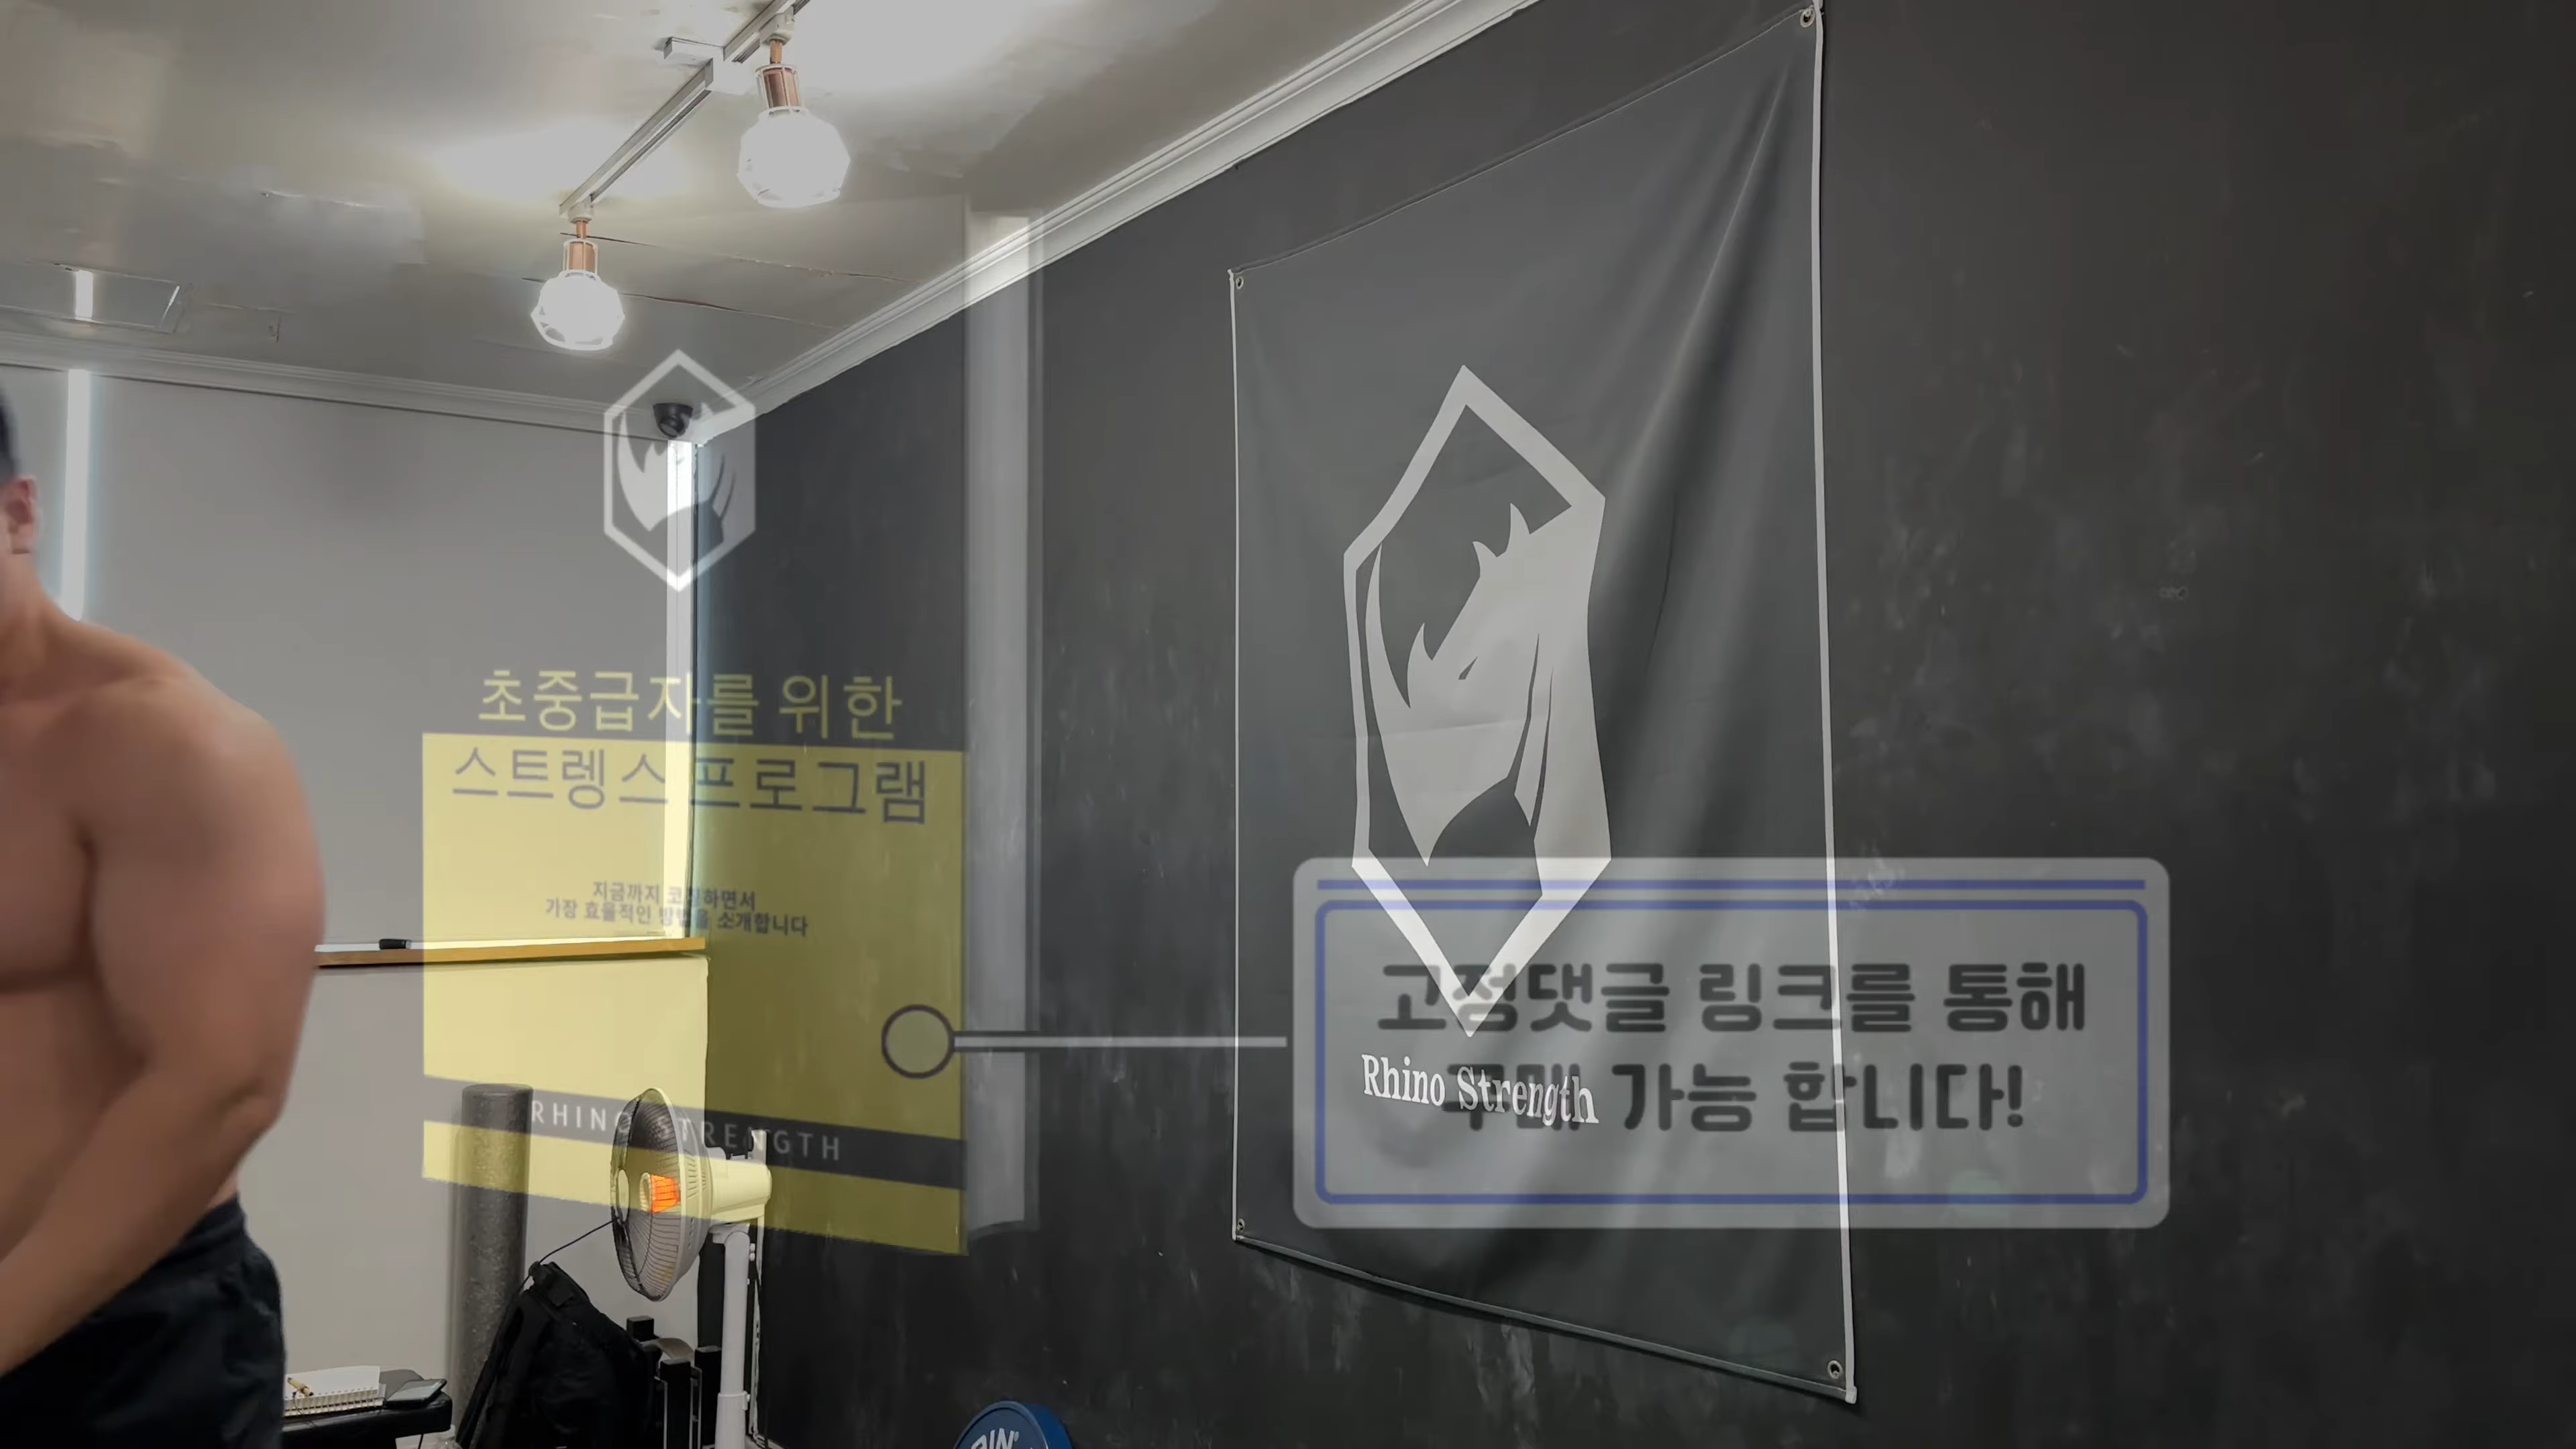 초중급자를 위한
스트렝스 프로그램
지금까지 코칭하면서
가장 효율적인 방법을 소개합니다
RHINO STRENGTH
Rhino Strength
고정댓글 링크를 통해
구매 가능 합니다!